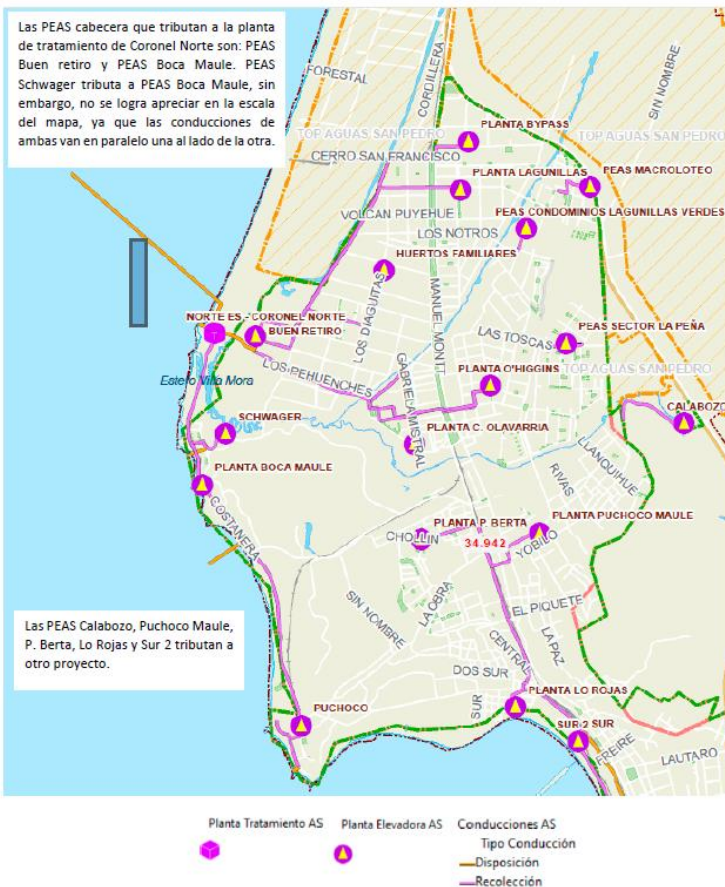 Las PEAS cabecera que tributan a la planta
de tratamiento de Coronel Norte son: PEAS
Buen retiro y PEAS Boca Maule. PEAS
Schwager tributa a PEAS Boca Maule, sin
embargo, no se logra apreciar en la escala
del mapa, ya que las conducciones de
ambas van en paralelo una al lado de la otra.
FORESTAL
CORDILLERA
SIN NOMBRE
PLANTA BYPASS
TOP AGUAS SAN PEDRO
TOP AGUAS SAN PEDRO
CERRO SAN FRANCISCO
PLANTA LAGUNILLAS
PEAS MACROLOTEO
VOLCAN PUYEHUE
PEAS CONDOMINIOS LAGUNILLAS VERDES
LOS NOTROS
HUERTOS FAMILIARES
LOS DIAGUITAS
MANUEL MONTT
NORTE ES - CORONEL NORTE
BUEN RETIRO
LAS TOSCAS
PEAS SECTOR LA PEÑA
GABRIELA MISTRAL
LOS PEHUENCHES
TOP AGUAS SAN PEDRO
PLANTA O'HIGGINS
Estero Villa Mora
CALABOZO
SCHWAGER
PLANTA C. OLAVARRIA
LLANQUIHUE
RIVAS
PLANTA BOCA MAULE
COSTANERA
PLANTA PUCHOCO MAULE
PLANTA P. BERTA
CHOLLIN
34.942
YOBILO
SIN NOMBRE
LA OBRA
EL PIQUETE
LA PAZ
Las PEAS Calabozo, Puchoco Maule,
P. Berta, Lo Rojas y Sur 2 tributan a
otro proyecto.
CENTRAL
DOS SUR
SUR
PLANTA LO ROJAS
PUCHOCO
SUR 2 SUR
FREIRE
LAUTARO
Planta Tratamiento AS
Planta Elevadora AS
Conducciones AS
Tipo Conducción
Disposición
Recolección